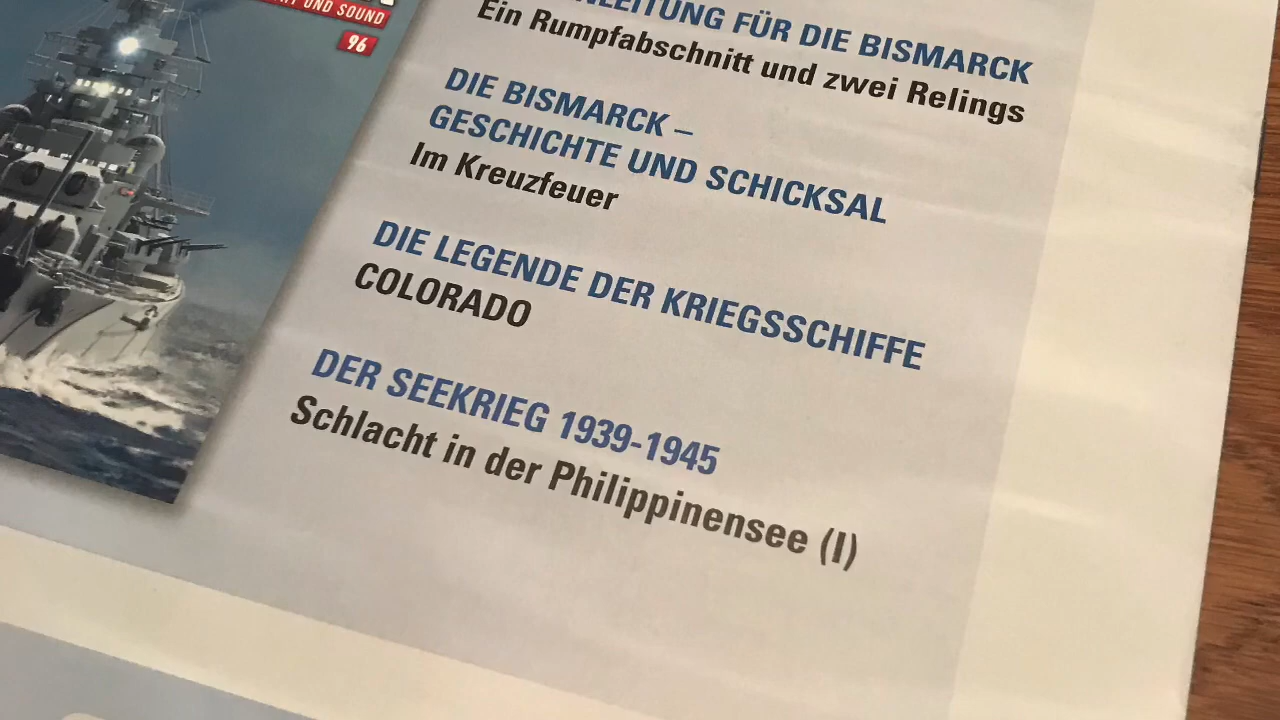 UND SOUND
96
FÜR DIE BISMARCK
Ein Rumpfabschnitt und zwei Relings
DIE BISMARCK –
GESCHICHTE UND SCHICKSAL
Im Kreuzfeuer
DIE LEGENDE DER KRIEGSSCHIFFE
COLORADO
DER SEEKRIEG 1939-1945
Schlacht in der Philippinensee (I)